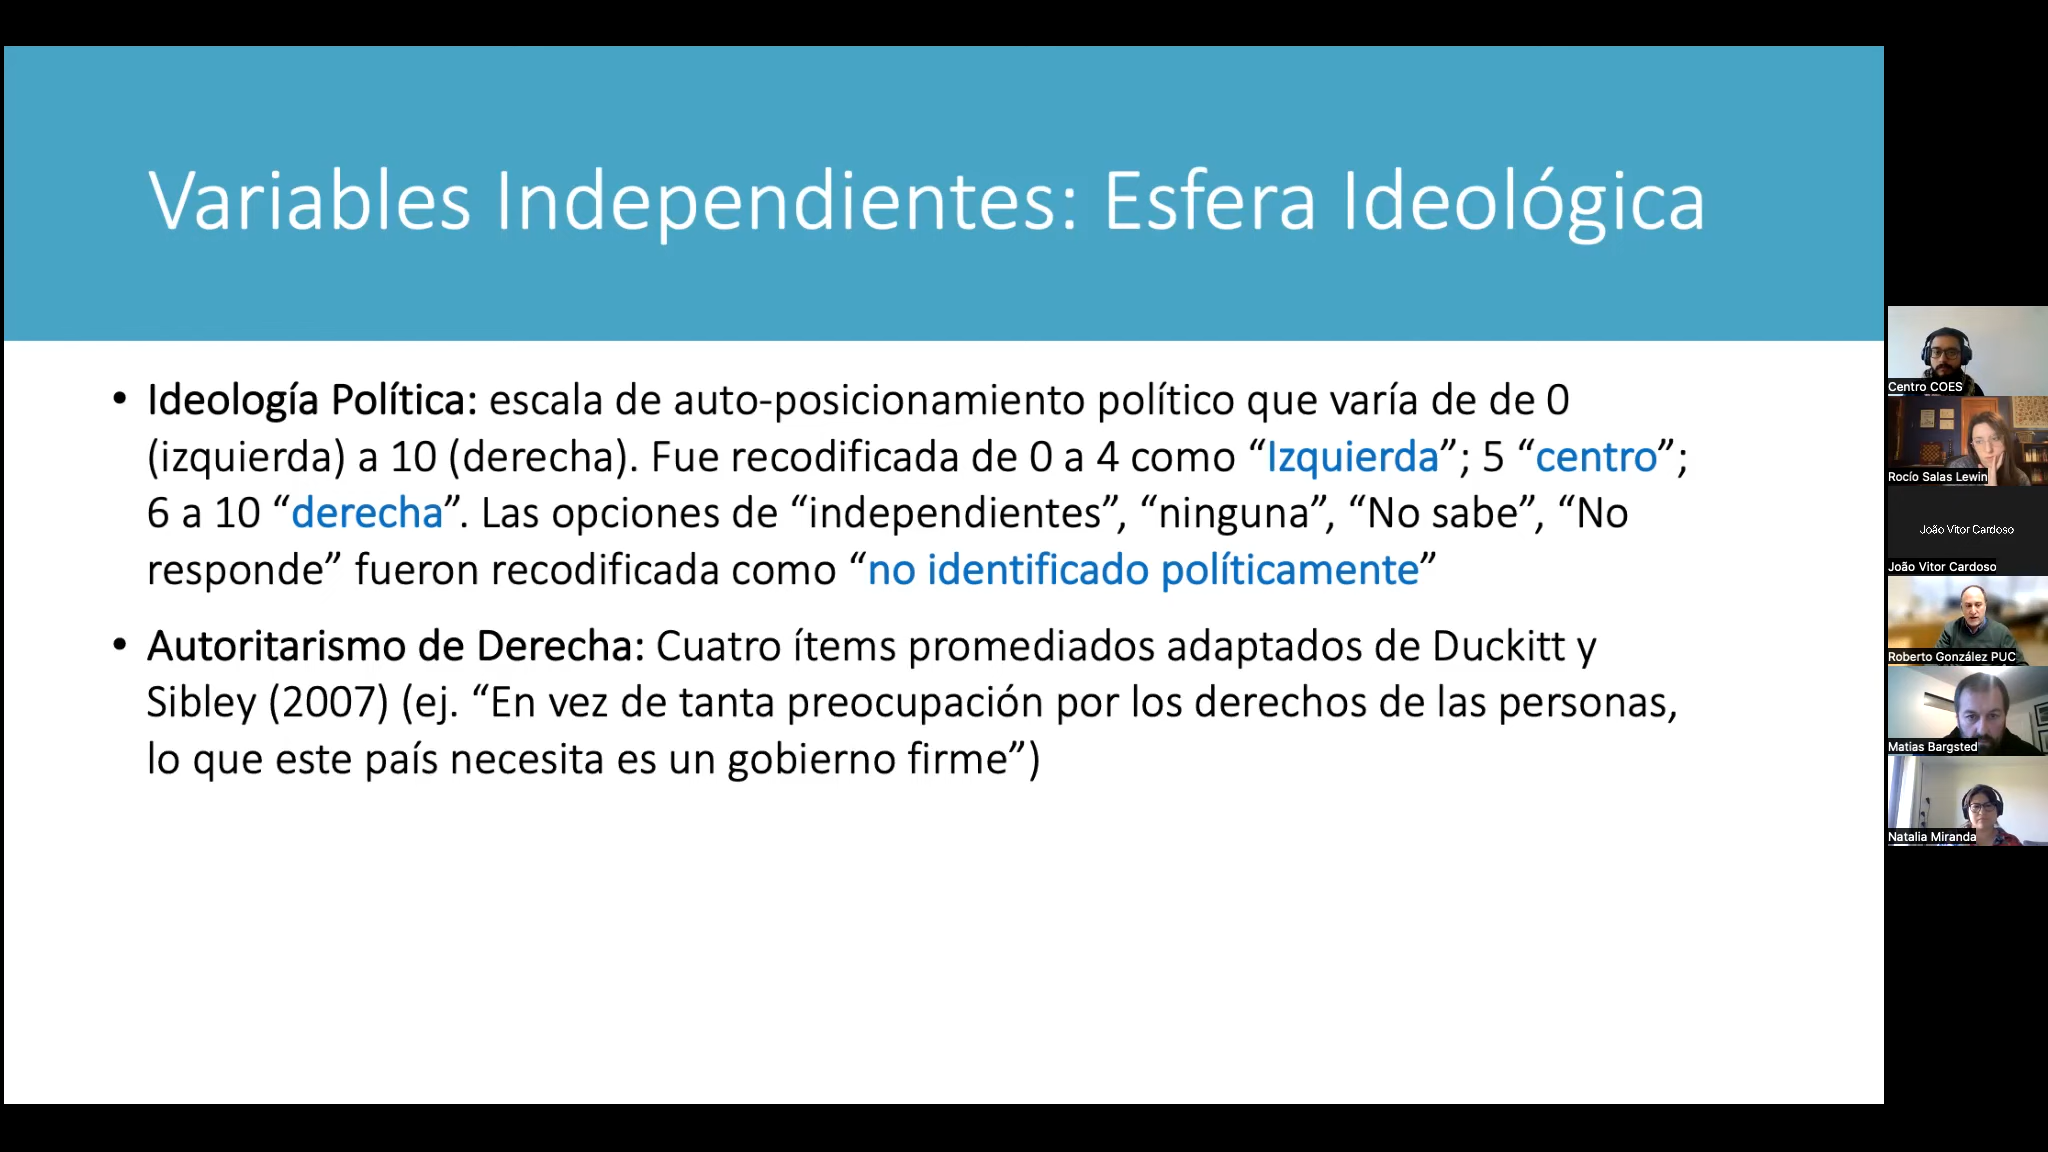 Variables Independientes: Esfera Ideológica
• Ideología Política: escala de auto-posicionamiento político que varía de de 0
(izquierda) a 10 (derecha). Fue recodificada de 0 a 4 como “Izquierda”; 5 “centro”;
6 a 10 “derecha”. Las opciones de “independientes”, “ninguna”, “No sabe”, “No
responde” fueron recodificada como “no identificado políticamente”
• Autoritarismo de Derecha: Cuatro ítems promediados adaptados de Duckitt y
Sibley (2007) (ej. “En vez de tanta preocupación por los derechos de las personas,
lo que este país necesita es un gobierno firme”)
Centro COES
Rocío Salas Lewin
João Vitor Cardoso
João Vitor Cardoso
Roberto González PUC
Matias Bargsted
Natalia Miranda